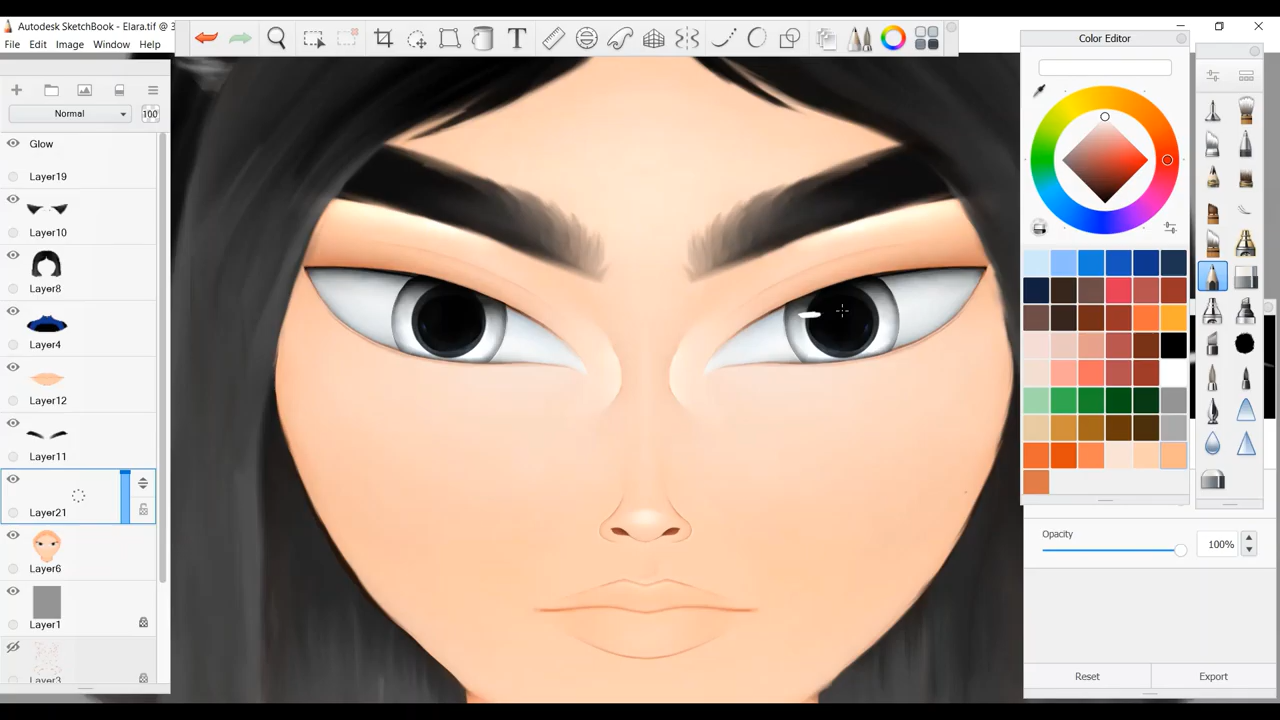 Autodesk SketchBook - Elara.tif @ 3
File Edit Image Window Help
Normal 100
Glow
Layer19
Layer10
Layer8
Layer4
Layer12
Layer11
Layer21
Layer6
Layer1
Layer3
T
Color Editor
Opacity
100%
Reset Export